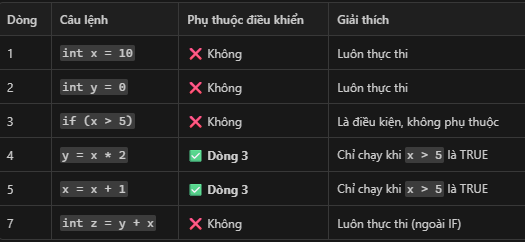 Dòng Câu lệnh Phụ thuộc điều khiển Giải thích
1 int x = 10 ❌ Không Luôn thực thi
2 int y = 0 ❌ Không Luôn thực thi
3 if (x > 5) ❌ Không Là điều kiện, không phụ thuộc
4 y = x * 2 ✅ Dòng 3 Chỉ chạy khi x > 5 là TRUE
5 x = x + 1 ✅ Dòng 3 Chỉ chạy khi x > 5 là TRUE
7 int z = y + x ❌ Không Luôn thực thi (ngoài IF)